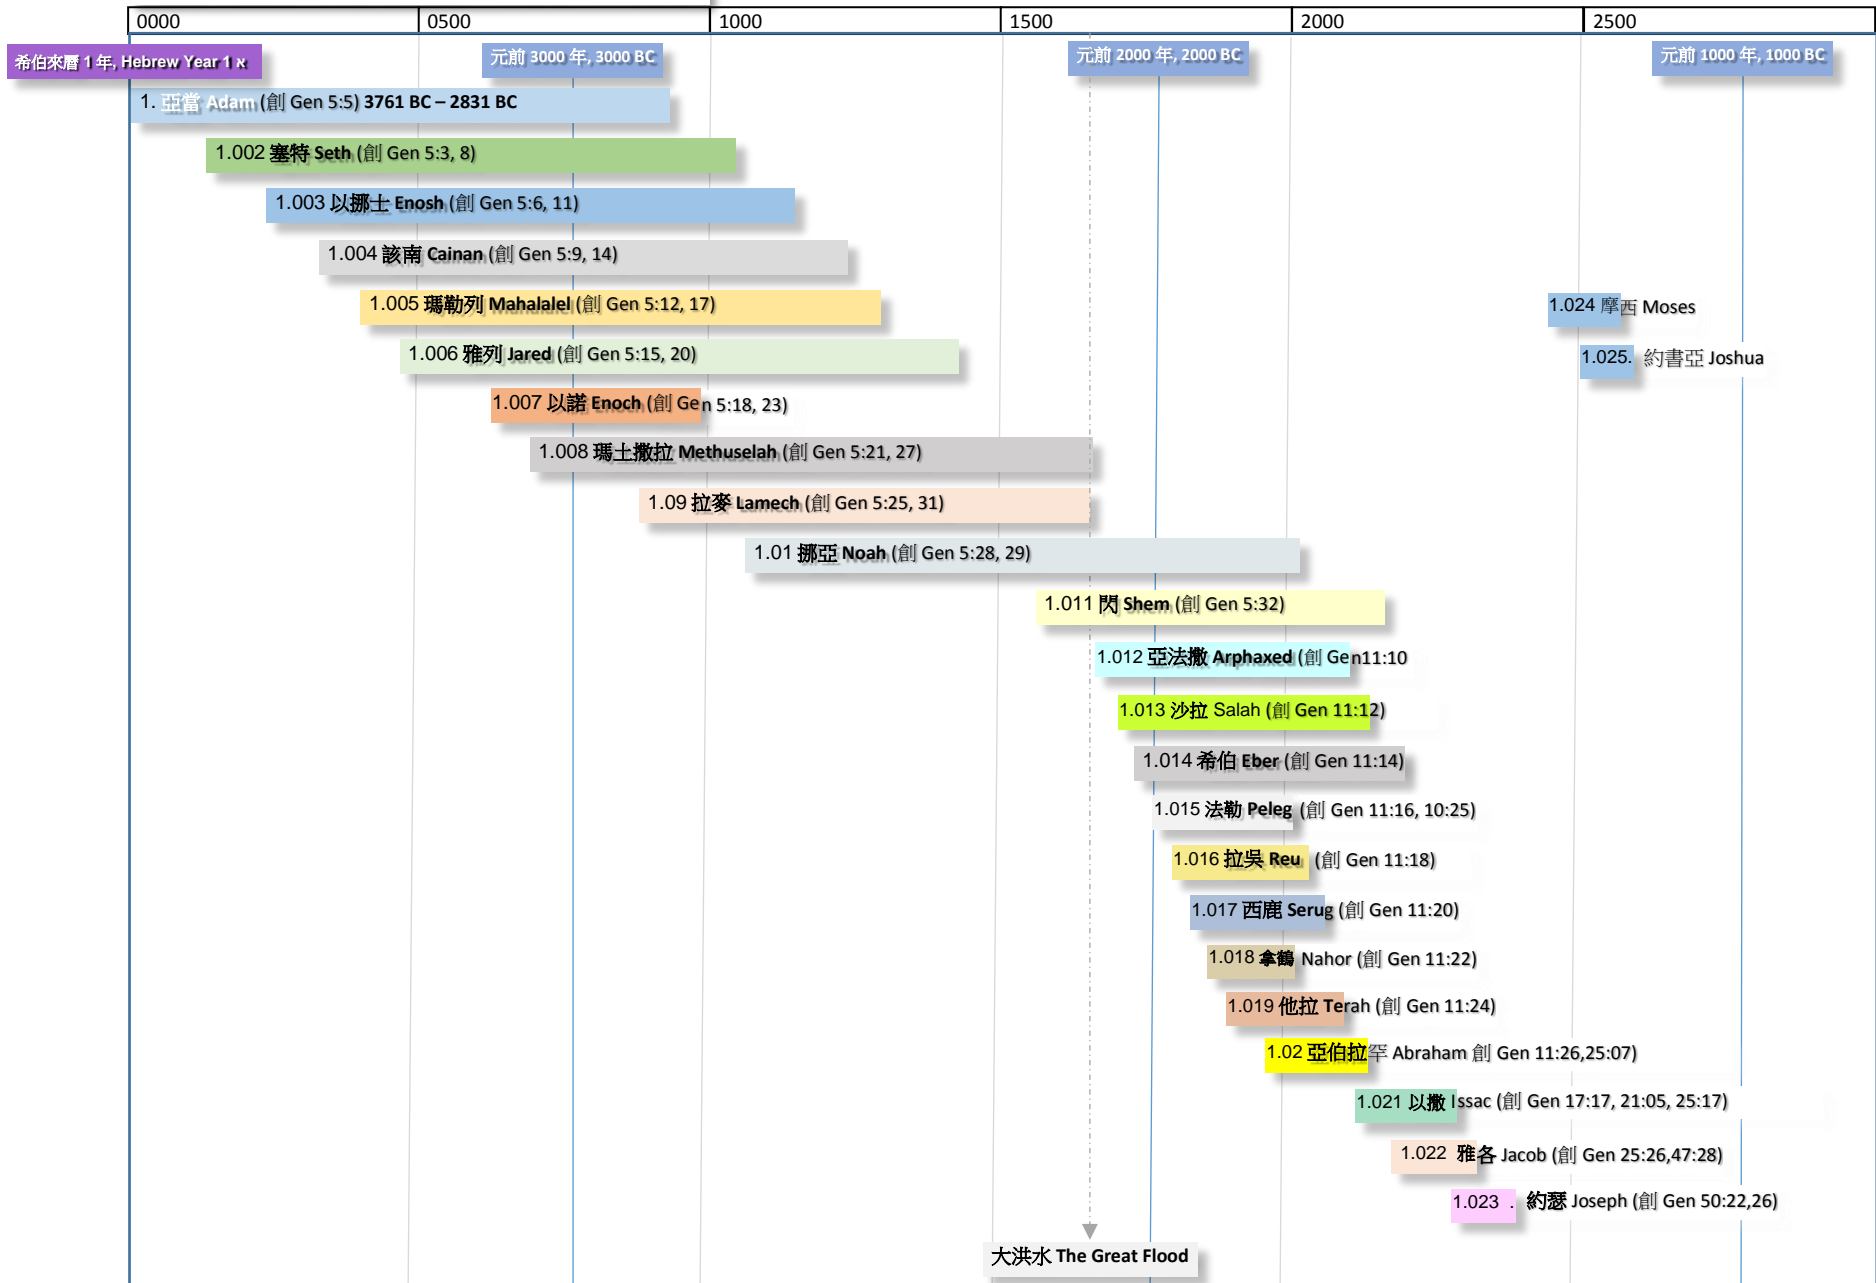 0000 0500 1000 1500 2000 2500
希伯來曆 1 年, Hebrew Year 1 א
元前 3000 年, 3000 BC
元前 2000 年, 2000 BC
元前 1000 年, 1000 BC
1. 亞當 Adam (創 Gen 5:5) 3761 BC – 2831 BC
1.002 塞特 Seth (創 Gen 5:3, 8)
1.003 以挪士 Enosh (創 Gen 5:6, 11)
1.004 該南 Cainan (創 Gen 5:9, 14)
1.005 瑪勒列 Mahalalel (創 Gen 5:12, 17)
1.024 摩西 Moses
1.006 雅列 Jared (創 Gen 5:15, 20)
1.025. 約書亞 Joshua
1.007 以諾 Enoch (創 Gen 5:18, 23)
1.008 瑪土撒拉 Methuselah (創 Gen 5:21, 27)
1.09 拉麥 Lamech (創 Gen 5:25, 31)
1.01 挪亞 Noah (創 Gen 5:28, 29)
1.011 閃 Shem (創 Gen 5:32)
1.012 亞法撒 Arphaxed (創 Gen11:10
1.013 沙拉 Salah (創 Gen 11:12)
1.014 希伯 Eber (創 Gen 11:14)
1.015 法勒 Peleg (創 Gen 11:16, 10:25)
1.016 拉吳 Reu (創 Gen 11:18)
1.017 西鹿 Serug (創 Gen 11:20)
1.018 拿鶴 Nahor (創 Gen 11:22)
1.019 他拉 Terah (創 Gen 11:24)
1.02 亞伯拉罕 Abraham 創 Gen 11:26,25:07)
1.021 以撒 Issac (創 Gen 17:17, 21:05, 25:17)
1.022 雅各 Jacob (創 Gen 25:26,47:28)
1.023 . 約瑟 Joseph (創 Gen 50:22,26)
大洪水 The Great Flood